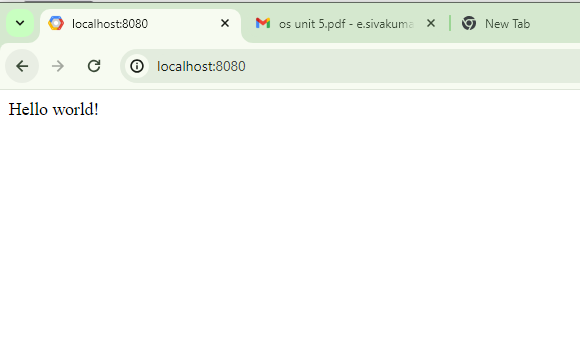 localhost:8080
os unit 5.pdf - e.sivakuma
New Tab
localhost:8080
Hello world!